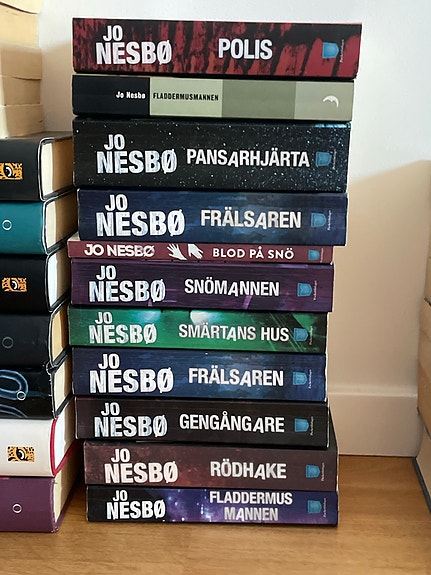 JO
NESBØ POLIS
Jo Nesbø FLADDERMUSMANNEN
JO
NESBØ PANSARHJÄRTA
JO
NESBØ FRÄLSAREN
JO NESBØ BLOD PÅ SNÖ
JO
NESBØ SNÖMANNEN
JO
NESBØ SMÄRTANS HUS
JO
NESBØ FRÄLSAREN
JO
NESBØ GENGÅNGARE
JO
NESBØ RÖDHAKE
JO
NESBØ
FLADDERMUS
MANNEN